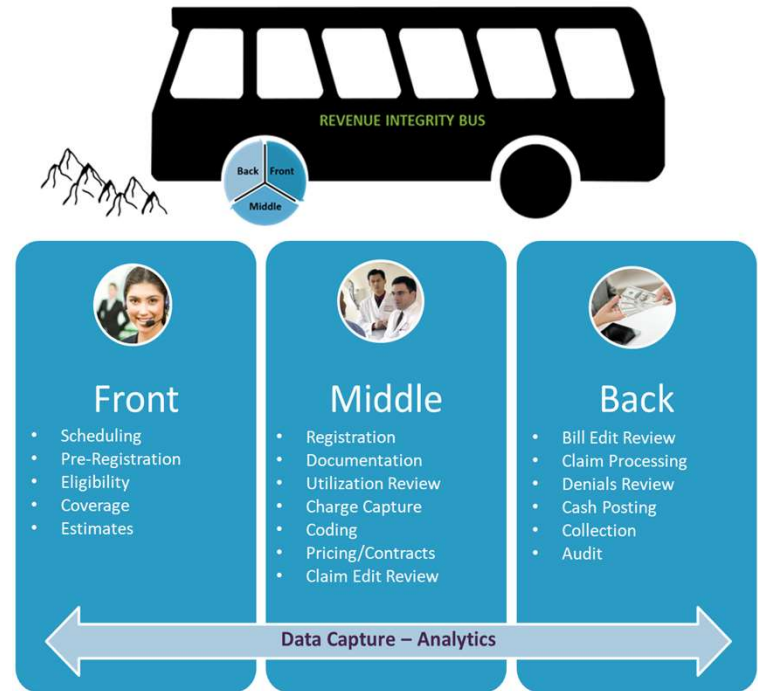 REVENUE INTEGRITY BUS
Back
Front
Middle
Front
• Scheduling
• Pre-Registration
• Eligibility
• Coverage
• Estimates
Middle
• Registration
• Documentation
• Utilization Review
• Charge Capture
• Coding
• Pricing/Contracts
• Claim Edit Review
Back
• Bill Edit Review
• Claim Processing
• Denials Review
• Cash Posting
• Collection
• Audit
Data Capture – Analytics